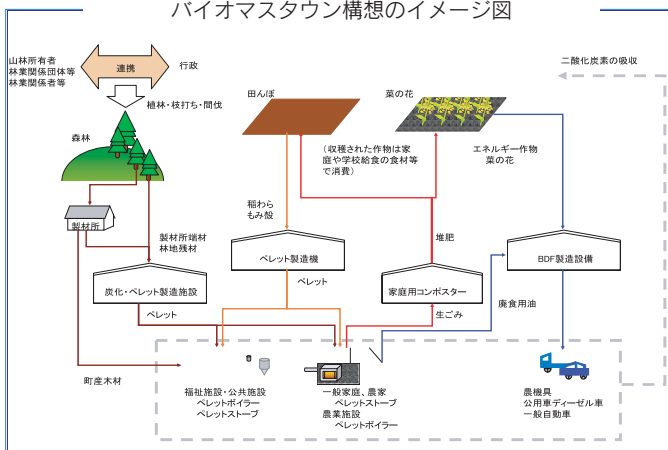 バイオマスタウン構想のイメージ図
山林所有者
林業関係団体等
林業関係者等
連携
行政
植林・枝打ち・間伐
森林
製材所
製材所端材
林地残材
炭化・ペレット製造施設
ペレット
町産木材
田んぼ
(収穫された作物は家
庭や学校給食の食材等
で消費)
稲わら
もみ殻
ペレット製造機
ペレット
菜の花
エネルギー作物
菜の花
堆肥
家庭用コンポスター
生ごみ
BDF製造設備
廃食用油
二酸化炭素の吸収
福祉施設・公共施設
ペレットボイラー
ペレットストーブ
一般家庭、農家
ペレットストーブ
農業施設
ペレットボイラー
農機具
公用車ディーゼル車
一般自動車